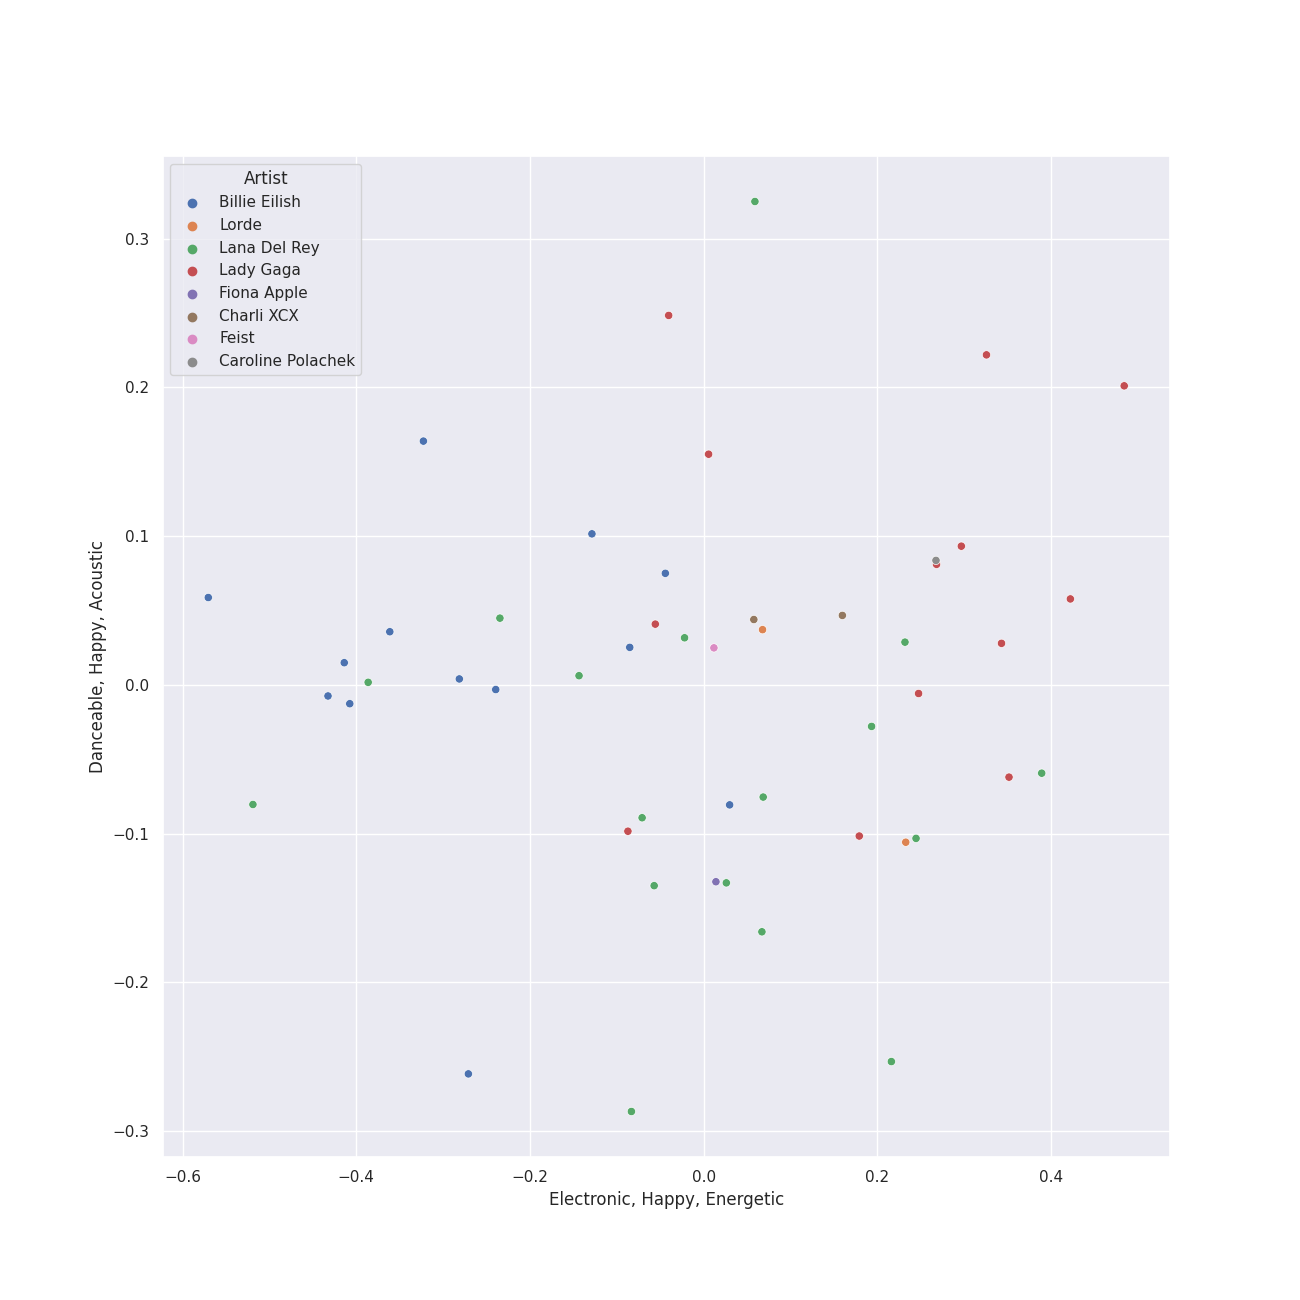 Artist
Billie Eilish
Lorde
Lana Del Rey
Lady Gaga
Fiona Apple
Charli XCX
Feist
Caroline Polachek
0.3
0.2
0.1
0.0
−0.1
−0.2
−0.3
Danceable, Happy, Acoustic
−0.6 −0.4 −0.2 0.0 0.2 0.4
Electronic, Happy, Energetic